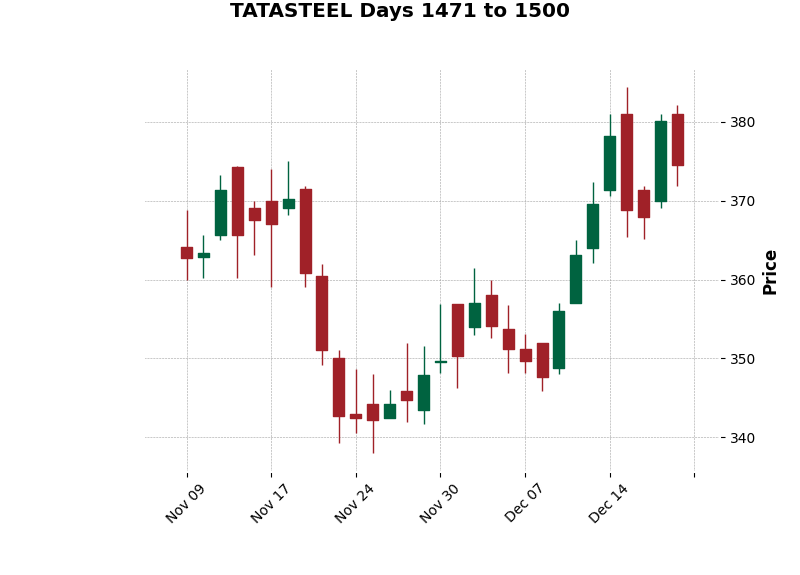 TATASTEEL Days 1471 to 1500
380
370
360
350
340
Price
Nov 09
Nov 17
Nov 24
Nov 30
Dec 07
Dec 14